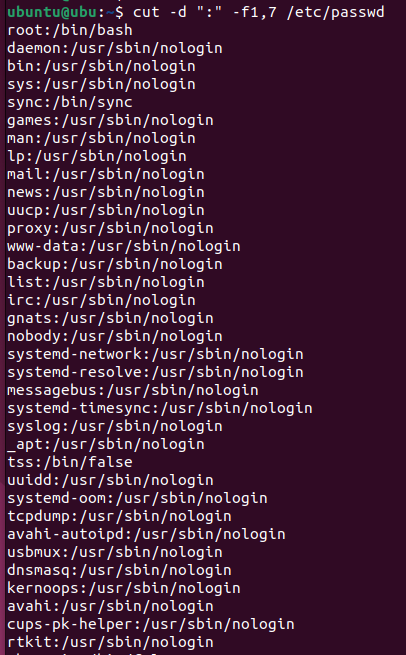 ubuntu@ubu:~$ cut -d ":" -f1,7 /etc/passwd
root:/bin/bash
daemon:/usr/sbin/nologin
bin:/usr/sbin/nologin
sys:/usr/sbin/nologin
sync:/bin/sync
games:/usr/sbin/nologin
man:/usr/sbin/nologin
lp:/usr/sbin/nologin
mail:/usr/sbin/nologin
news:/usr/sbin/nologin
uucp:/usr/sbin/nologin
proxy:/usr/sbin/nologin
www-data:/usr/sbin/nologin
backup:/usr/sbin/nologin
list:/usr/sbin/nologin
irc:/usr/sbin/nologin
gnats:/usr/sbin/nologin
nobody:/usr/sbin/nologin
systemd-network:/usr/sbin/nologin
systemd-resolve:/usr/sbin/nologin
messagebus:/usr/sbin/nologin
systemd-timesync:/usr/sbin/nologin
syslog:/usr/sbin/nologin
_apt:/usr/sbin/nologin
tss:/bin/false
uuidd:/usr/sbin/nologin
systemd-oom:/usr/sbin/nologin
tcpdump:/usr/sbin/nologin
avahi-autoipd:/usr/sbin/nologin
usbmux:/usr/sbin/nologin
dnsmasq:/usr/sbin/nologin
kernoops:/usr/sbin/nologin
avahi:/usr/sbin/nologin
cups-pk-helper:/usr/sbin/nologin
rtkit:/usr/sbin/nologin